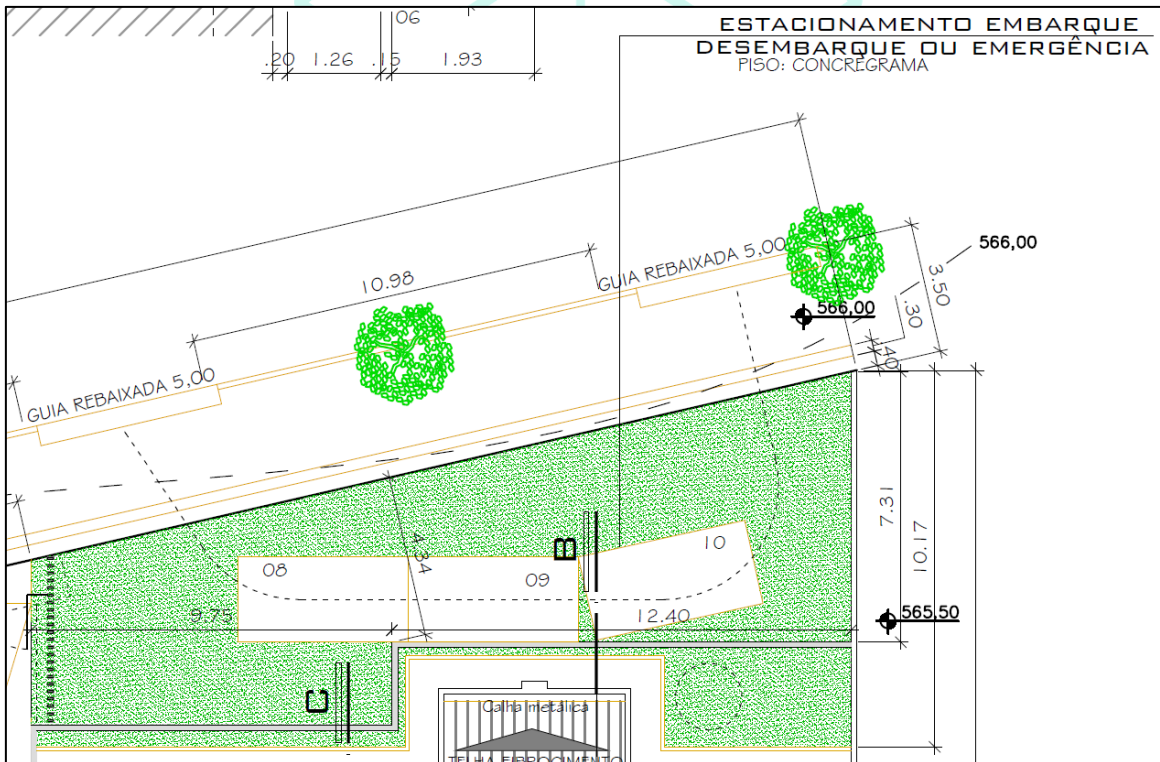 06
ESTACIONAMENTO EMBARQUE
DESEMBARQUE OU EMERGÊNCIA
PISO: CONCREGRAMA
.20 1.26 .15 1.93
566,00
10.98
GUIA REBAIXADA 5,00
3.50
566,00
.30
.40
GUIA REBAIXADA 5,00
7.31
10.17
4.34
B
10
08
09
9.75
12.40
565,50
C
Calha metálica
TELHA FIBROCIMENTO